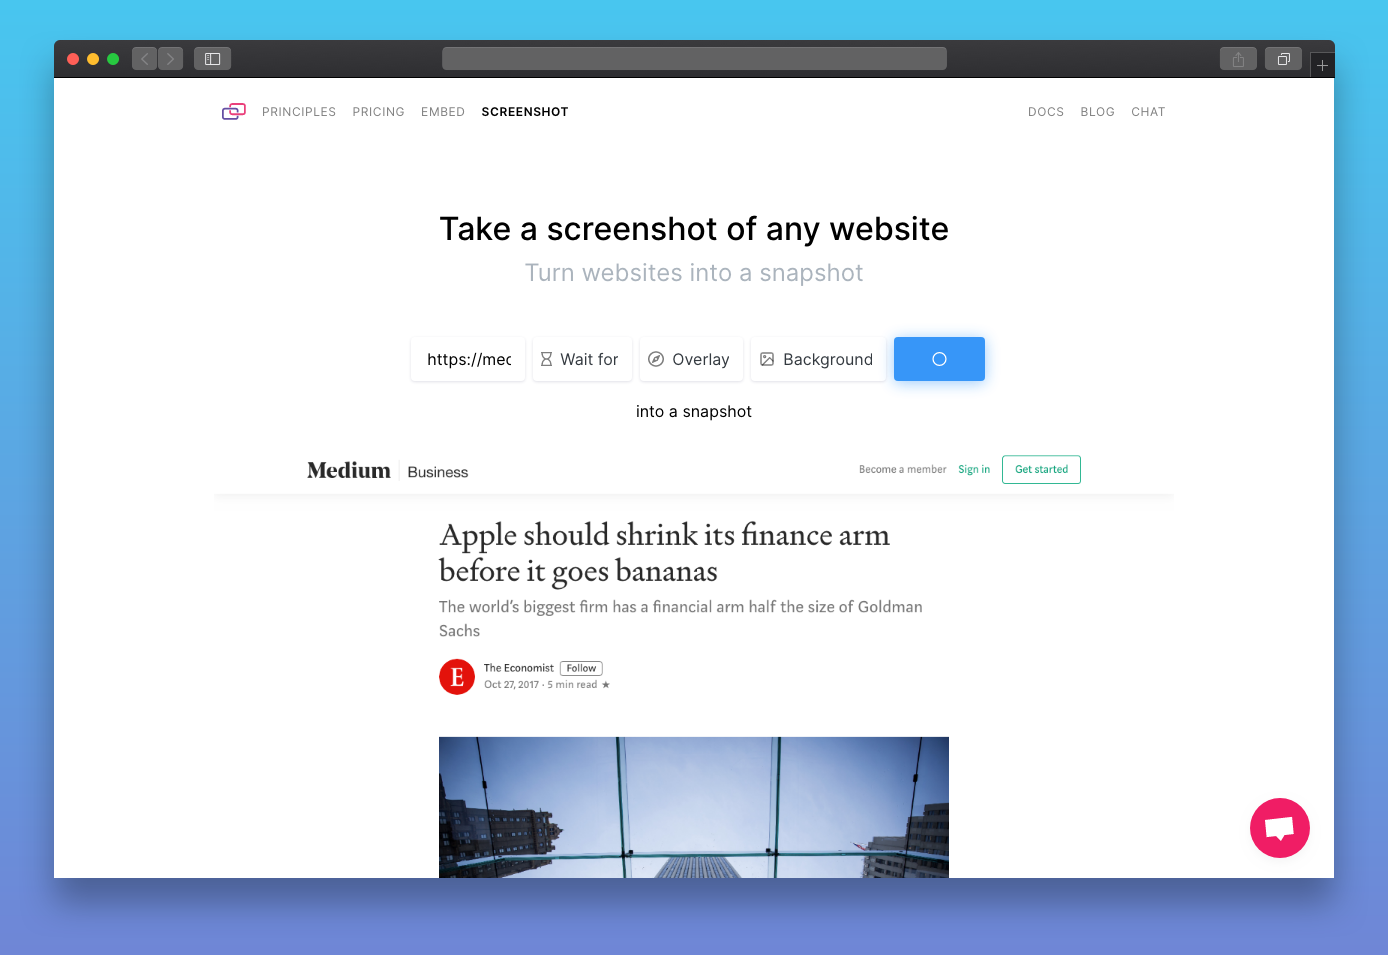 PRINCIPLES PRICING EMBED SCREENSHOT DOCS BLOG CHAT
Take a screenshot of any website
Turn websites into a snapshot
https://med Wait for Overlay Background
into a snapshot
Medium Business Become a member Sign in Get started
Apple should shrink its finance arm
before it goes bananas
The world's biggest firm has a financial arm half the size of Goldman
Sachs
E The Economist Follow
Oct 27, 2017 · 5 min read ★